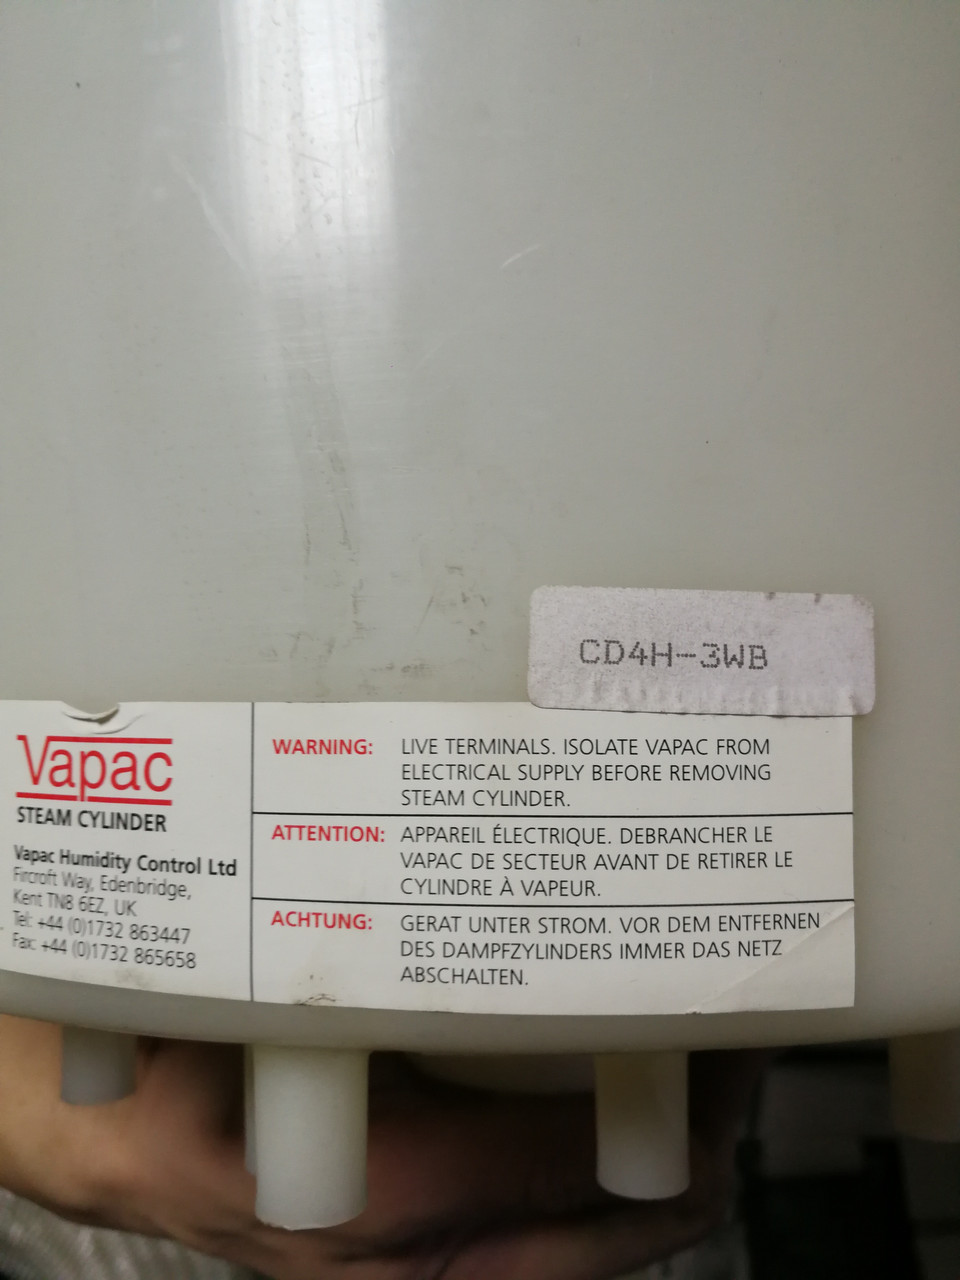 CD4H-3WB
Vapac
STEAM CYLINDER
Vapac Humidity Control Ltd
Fircroft Way, Edenbridge,
Kent TN8 6EZ, UK
Tel: +44 (0)1732 863447
Fax: +44 (0)1732 865658
WARNING: LIVE TERMINALS. ISOLATE VAPAC FROM
ELECTRICAL SUPPLY BEFORE REMOVING
STEAM CYLINDER.
ATTENTION: APPAREIL ÉLECTRIQUE. DEBRANCHER LE
VAPAC DE SECTEUR AVANT DE RETIRER LE
CYLINDRE À VAPEUR.
ACHTUNG: GERAT UNTER STROM. VOR DEM ENTFERNEN
DES DAMPFZYLINDERS IMMER DAS NETZ
ABSCHALTEN.